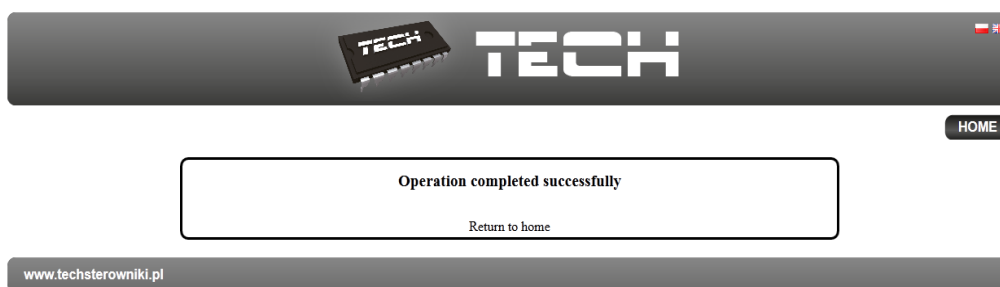 TECH
TECH
HOME
Operation completed successfully
Return to home
www.techsterowniki.pl